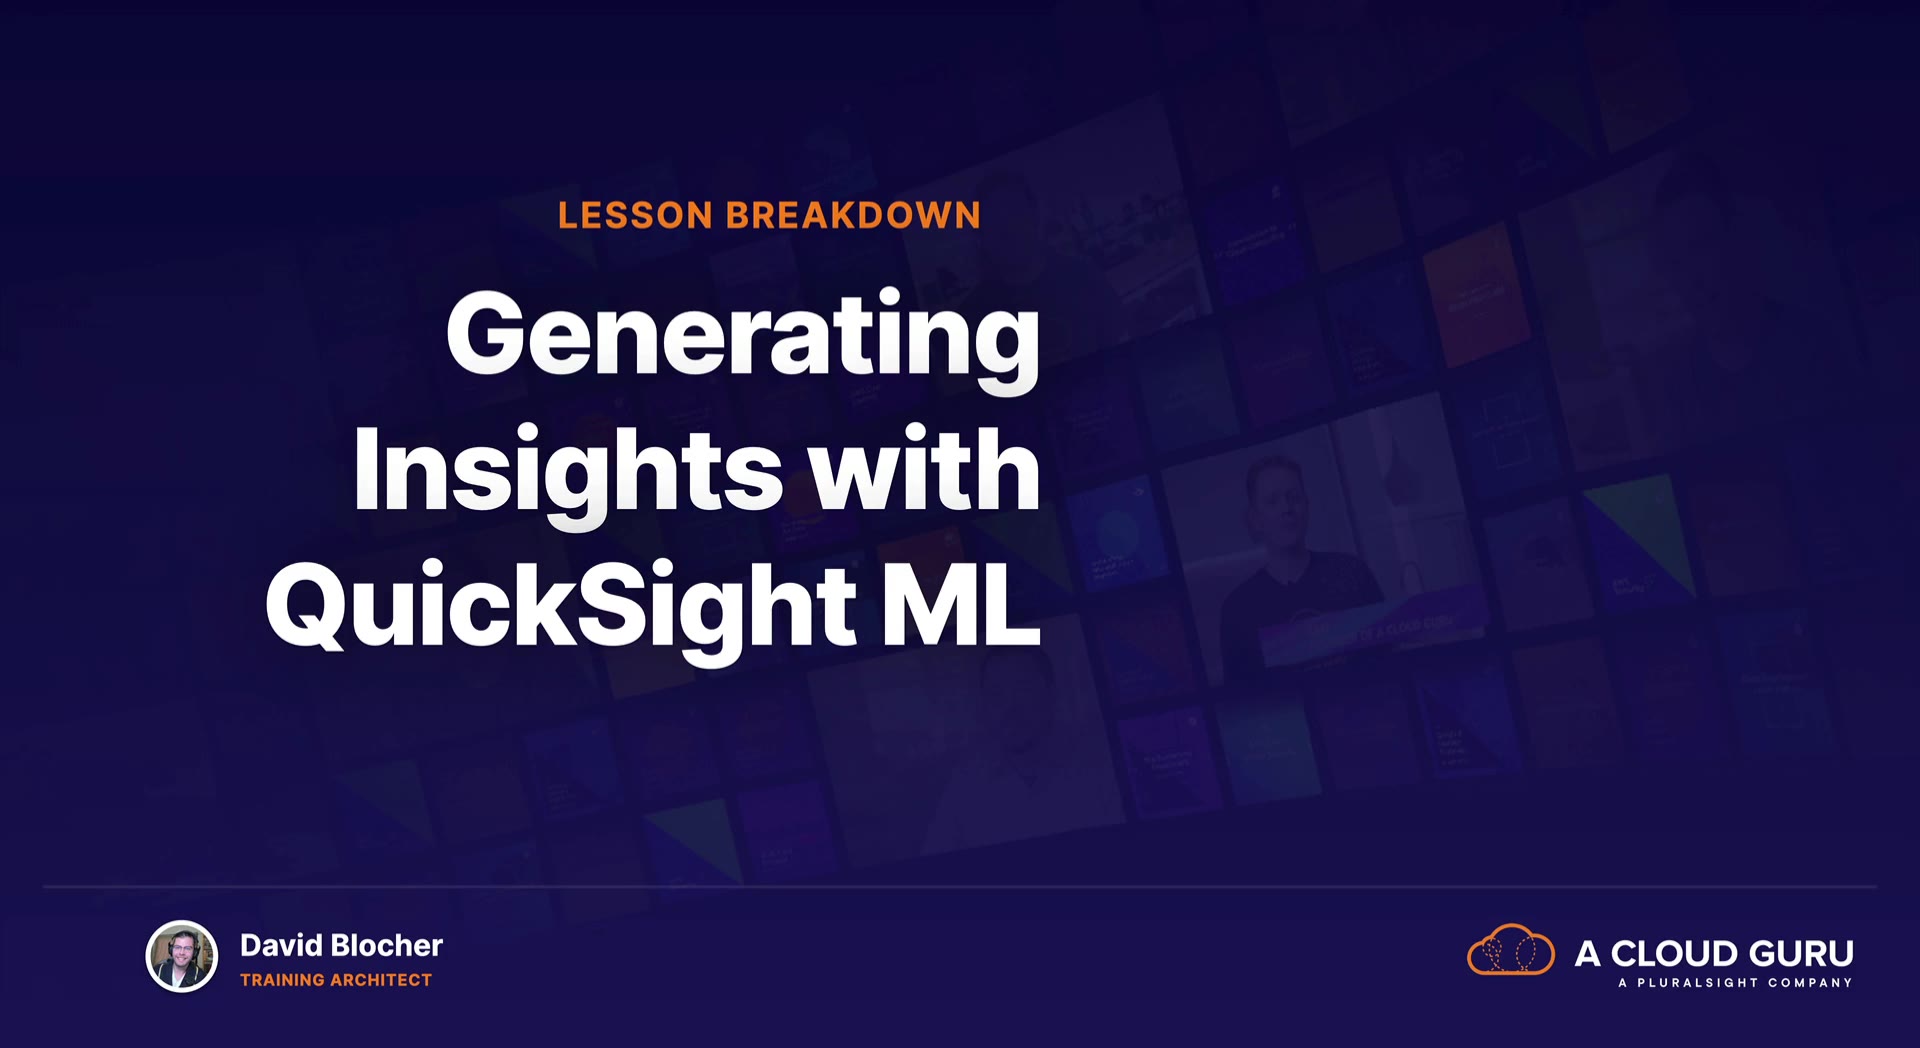 LESSON BREAKDOWN
Generating
Insights with
QuickSight ML
David Blocher
TRAINING ARCHITECT
A CLOUD GURU
A PLURALSIGHT COMPANY